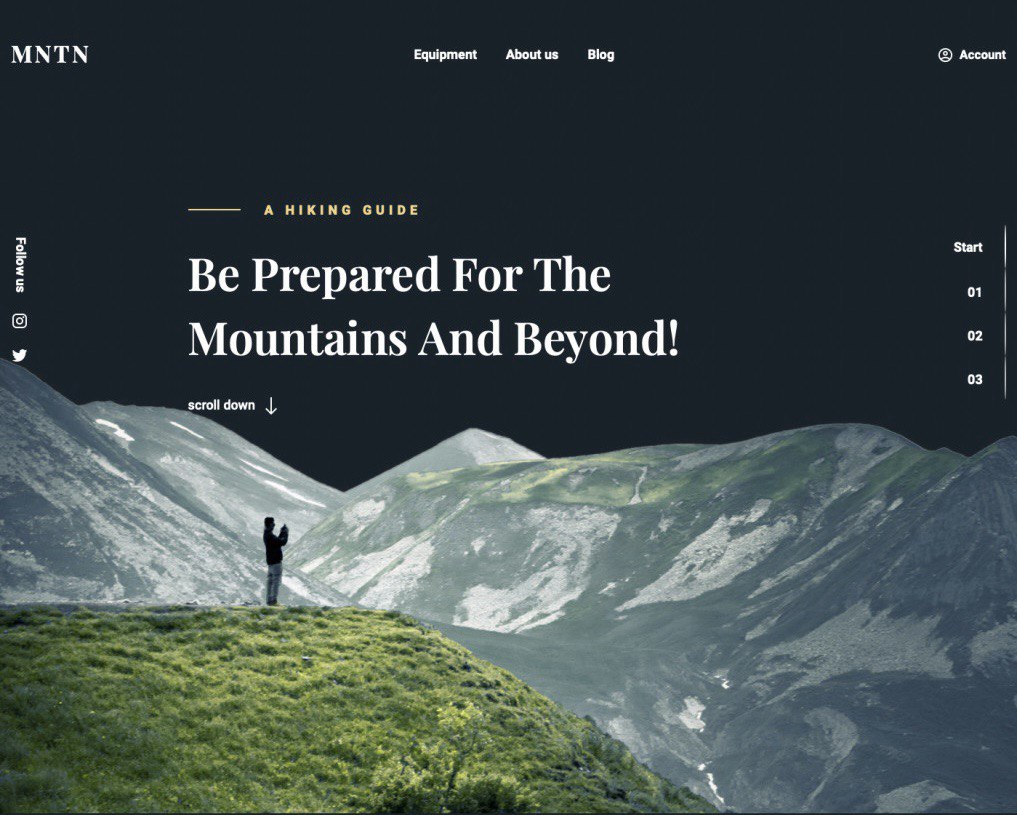 MNTN
Equipment About us Blog
Account
A HIKING GUIDE
Be Prepared For The
Mountains And Beyond!
scroll down
Follow us
Start
01
02
03